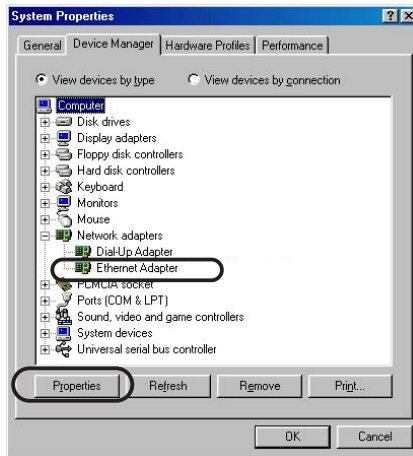 System Properties
General Device Manager Hardware Profiles Performance
View devices by type View devices by connection
Computer
Disk drives
Display adapters
Floppy disk controllers
Hard disk controllers
Keyboard
Monitors
Mouse
Network adapters
Dial-Up Adapter
Ethernet Adapter
PCMCIA socket
Ports (COM & LPT)
Sound, video and game controllers
System devices
Universal serial bus controller
Properties Refresh Remove Print...
OK Cancel